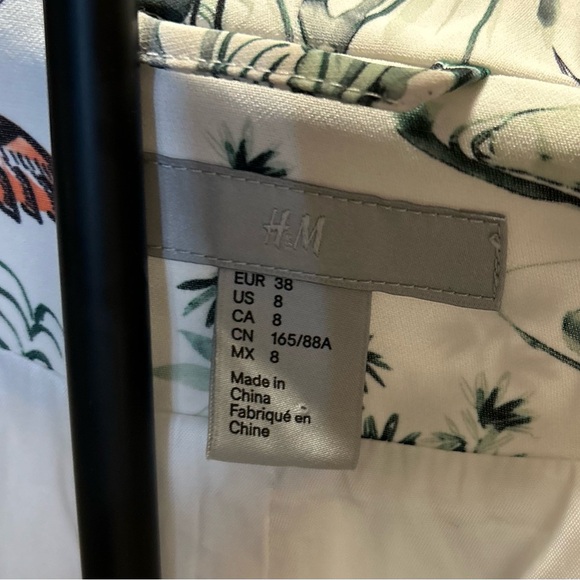 H&M
EUR 38
US 8
CA 8
CN 165/88A
MX 8
Made in
China
Fabriqué en
Chine